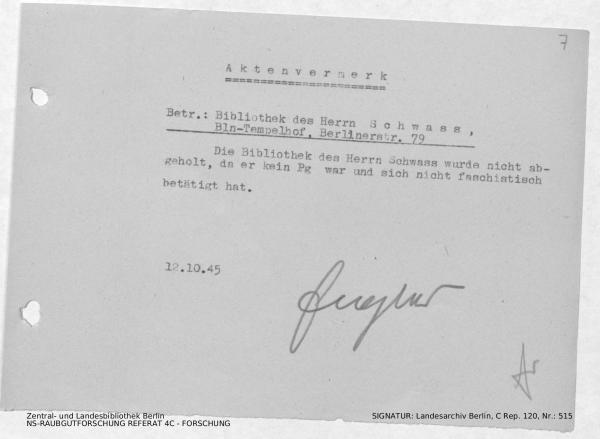 7
Aktenvermerk
Betr.: Bibliothek des Herrn Schwass,
Bln-Tempelhof, Berlinerstr. 79
Die Bibliothek des Herrn Schwass wurde nicht ab-
geholt, da er kein Pg war und sich nicht faschistisch
betätigt hat.
12.10.45
Zentral- und Landesbibliothek Berlin
NS-RAUBGUTFORSCHUNG REFERAT 4C - FORSCHUNG
SIGNATUR: Landesarchiv Berlin, C Rep. 120, Nr.: 515